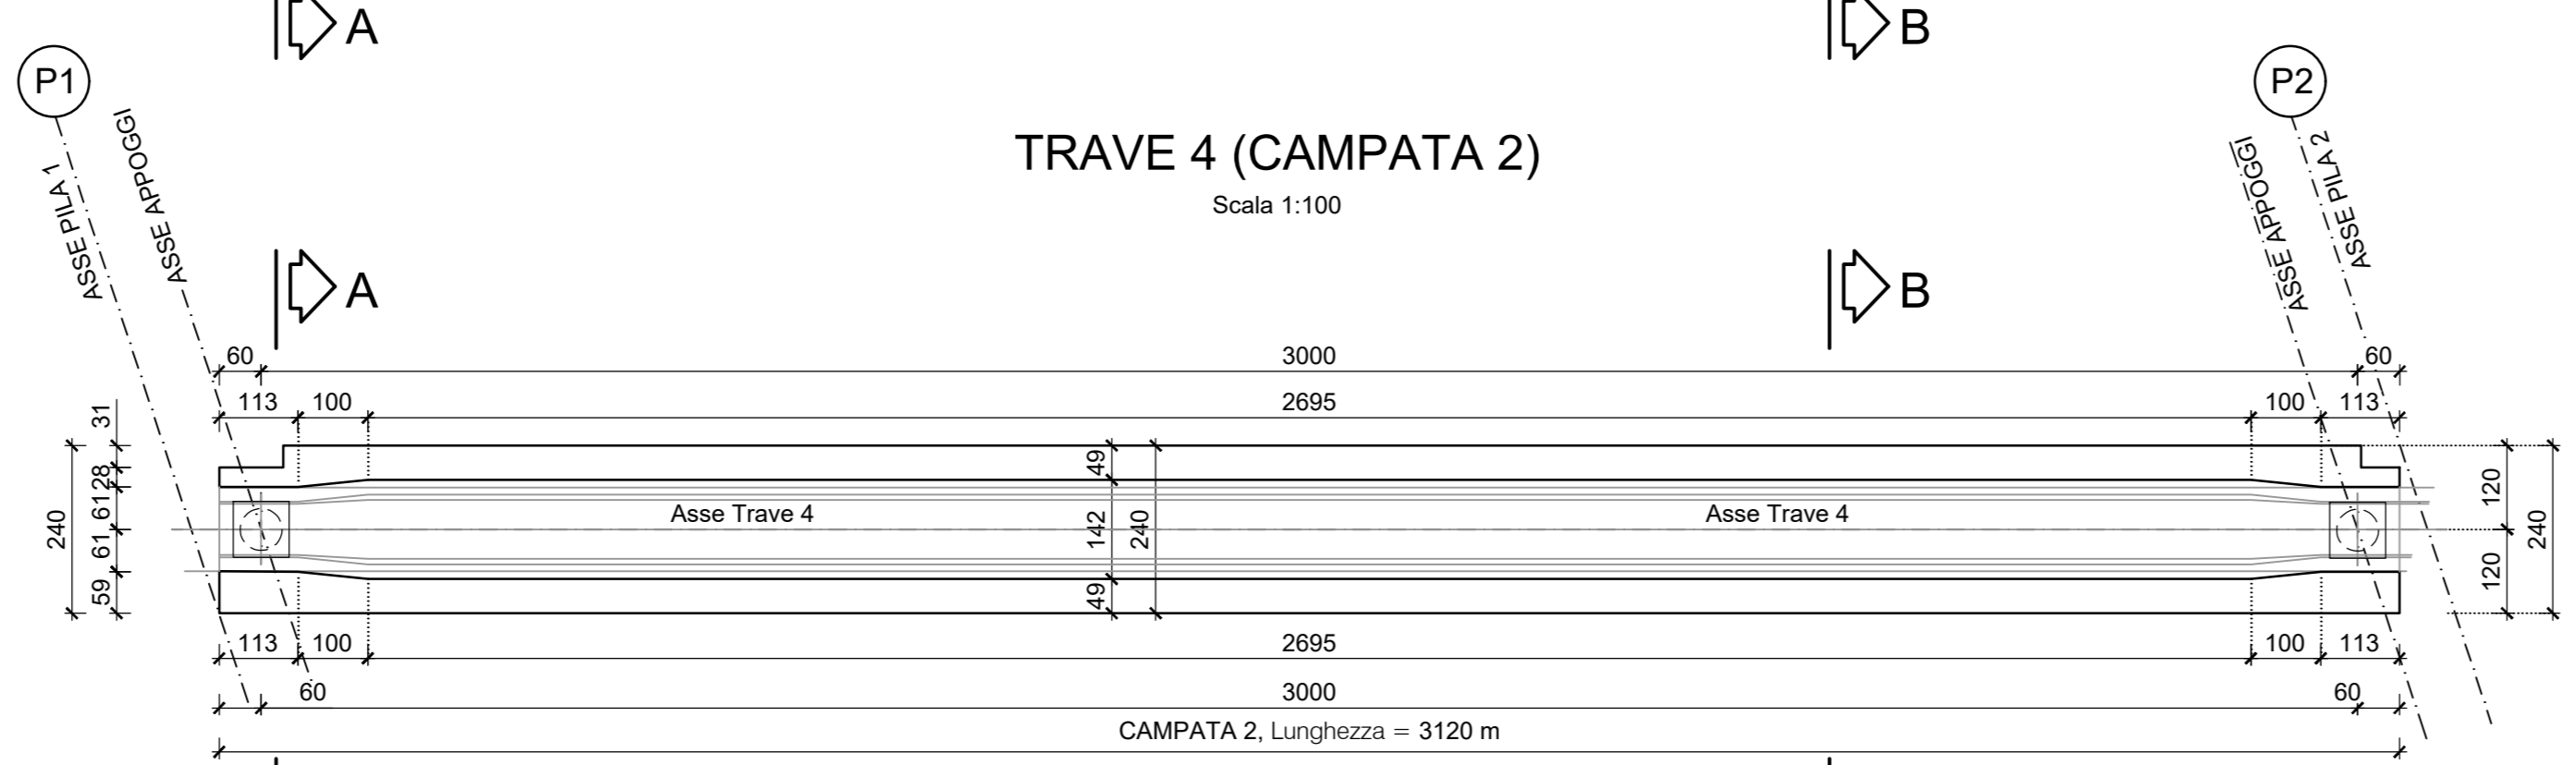 A
B
P1
P2
ASSE PILA 1
ASSE APPOGGI
ASSE APPOGGI
ASSE PILA 2
TRAVE 4 (CAMPATA 2)
Scala 1:100
A
B
60
3000
60
113
100
2695
100
113
31
28
61
61
59
240
49
142
49
240
Asse Trave 4
Asse Trave 4
120
120
240
113
100
2695
100
113
60
3000
60
CAMPATA 2, Lunghezza = 3120 m